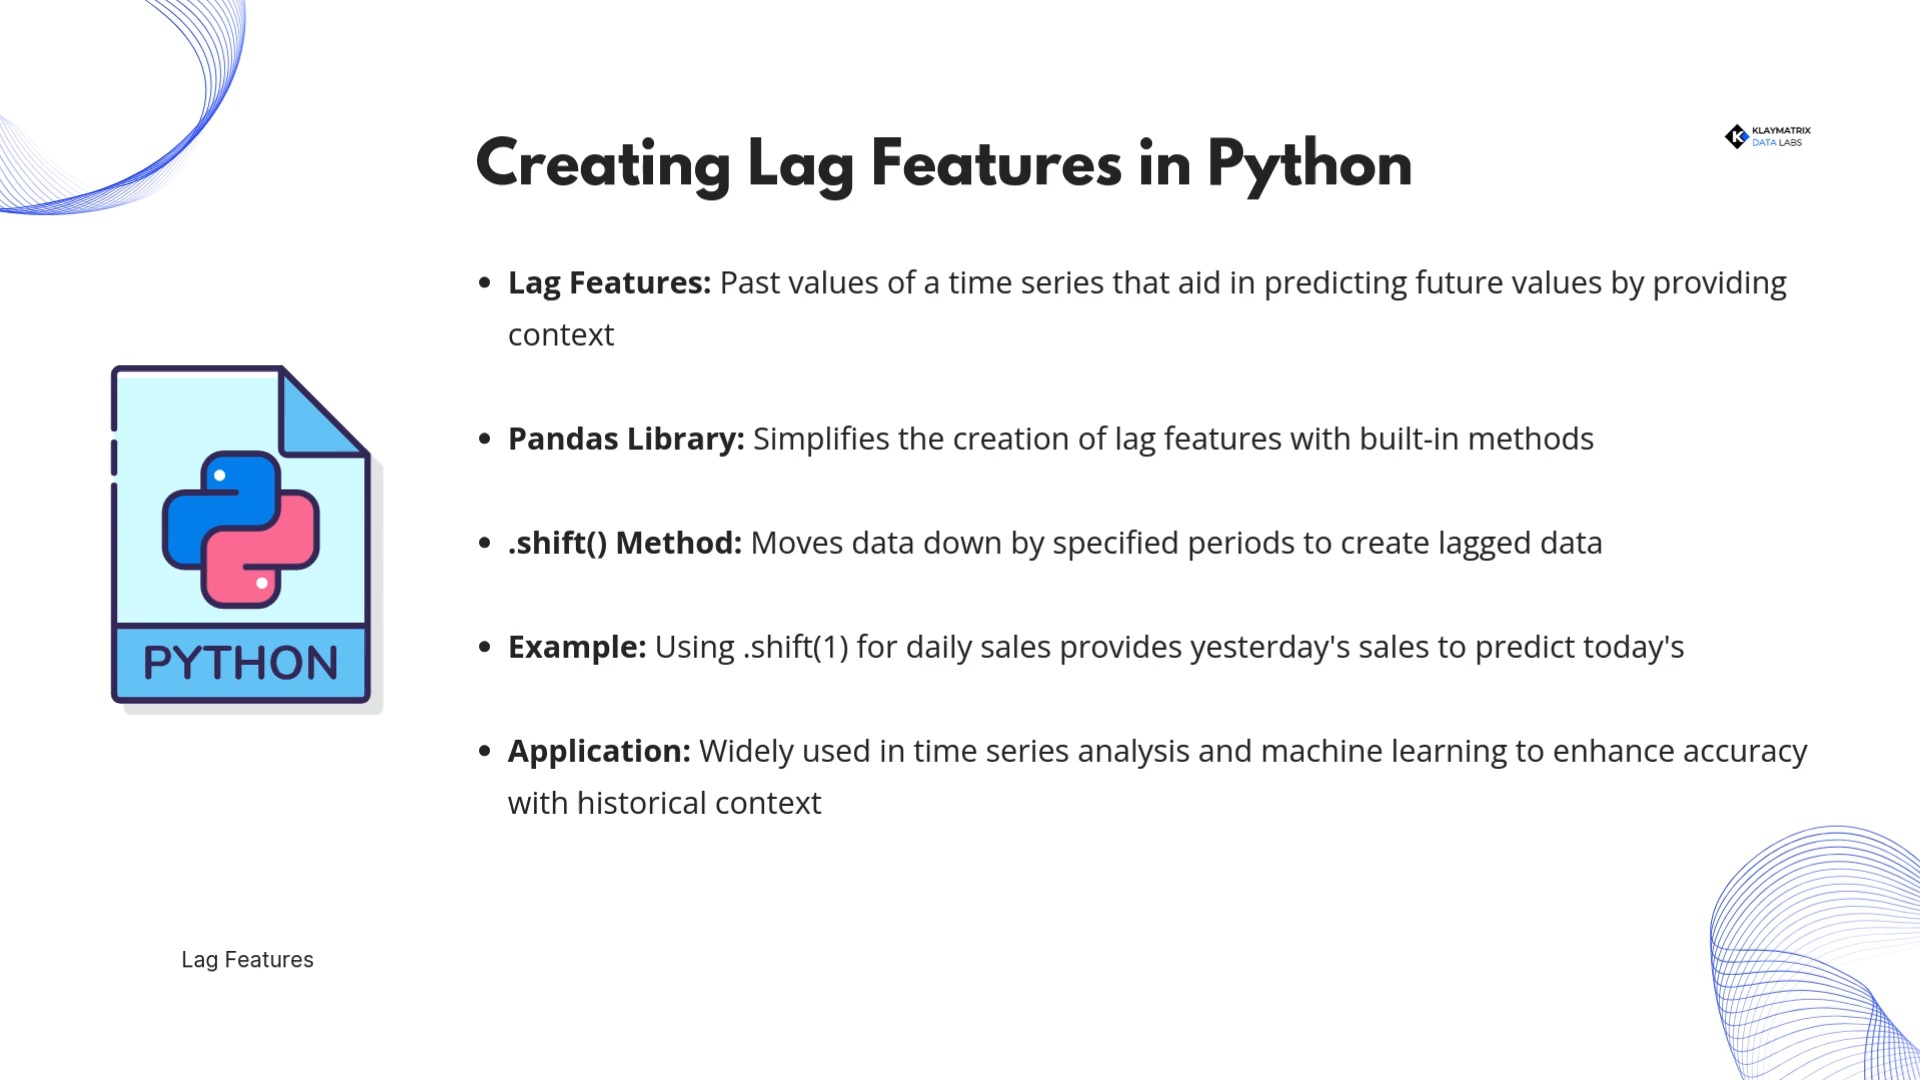 Creating Lag Features in Python
KLAYMATRIX
DATA LABS
• Lag Features: Past values of a time series that aid in predicting future values by providing
context
• Pandas Library: Simplifies the creation of lag features with built-in methods
• .shift() Method: Moves data down by specified periods to create lagged data
• Example: Using .shift(1) for daily sales provides yesterday's sales to predict today's
• Application: Widely used in time series analysis and machine learning to enhance accuracy
with historical context
PYTHON
Lag Features